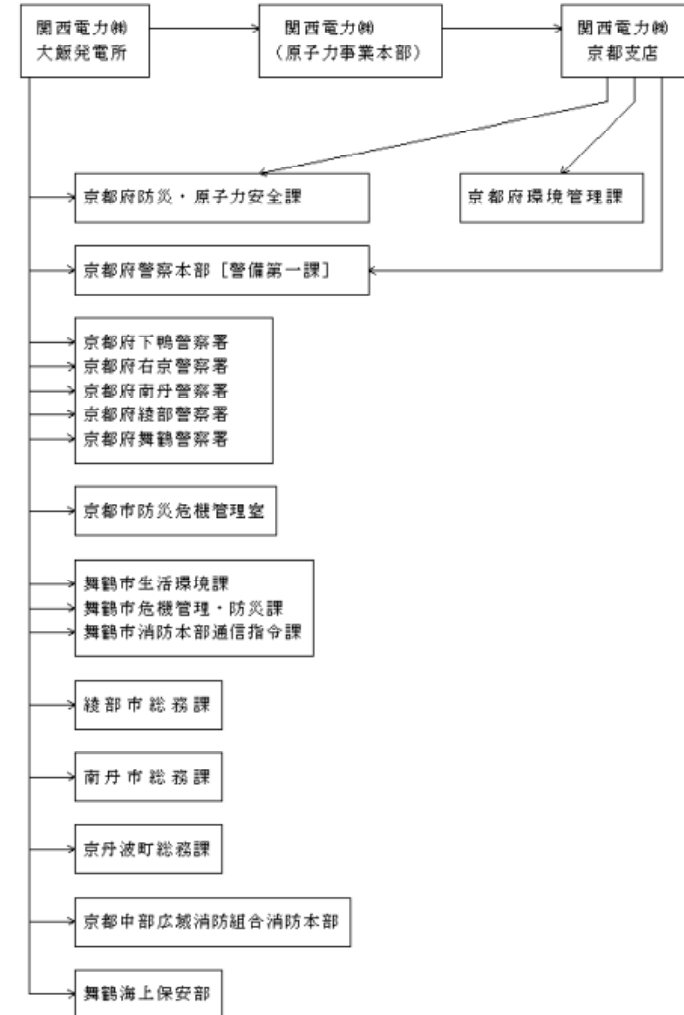 関西電力㈱
大飯発電所
関西電力㈱
（原子力事業本部）
関西電力㈱
京都支店
京都府防災・原子力安全課
京都府環境管理課
京都府警察本部［警備第一課］
京都府下鴨警察署
京都府右京警察署
京都府南丹警察署
京都府綾部警察署
京都府舞鶴警察署
京都市防災危機管理室
舞鶴市生活環境課
舞鶴市危機管理・防災課
舞鶴市消防本部通信指令課
綾部市総務課
南丹市総務課
京丹波町総務課
京都中部広域消防組合消防本部
舞鶴海上保安部